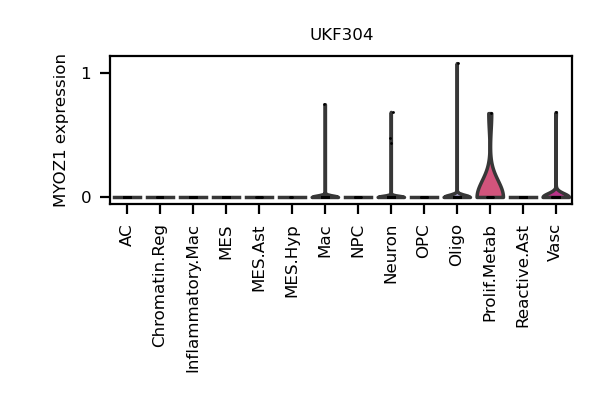 UKF304
MYOZ1 expression
1
0
AC
Chromatin.Reg
Inflammatory.Mac
MES
MES.Ast
MES.Hyp
Mac
NPC
Neuron
OPC
Oligo
Prolif.Metab
Reactive.Ast
Vasc